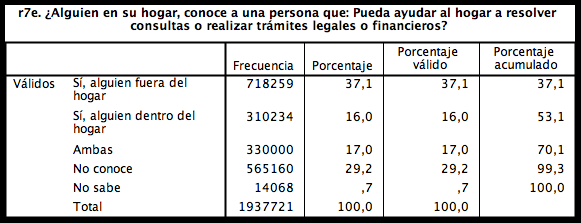 r7e. ¿Alguien en su hogar, conoce a una persona que: Pueda ayudar al hogar a resolver
consultas o realizar trámites legales o financieros?
Frecuencia Porcentaje Porcentaje válido Porcentaje acumulado
Válidos Sí, alguien fuera del hogar 718259 37,1 37,1 37,1
Sí, alguien dentro del hogar 310234 16,0 16,0 53,1
Ambas 330000 17,0 17,0 70,1
No conoce 565160 29,2 29,2 99,3
No sabe 14068 ,7 ,7 100,0
Total 1937721 100,0 100,0